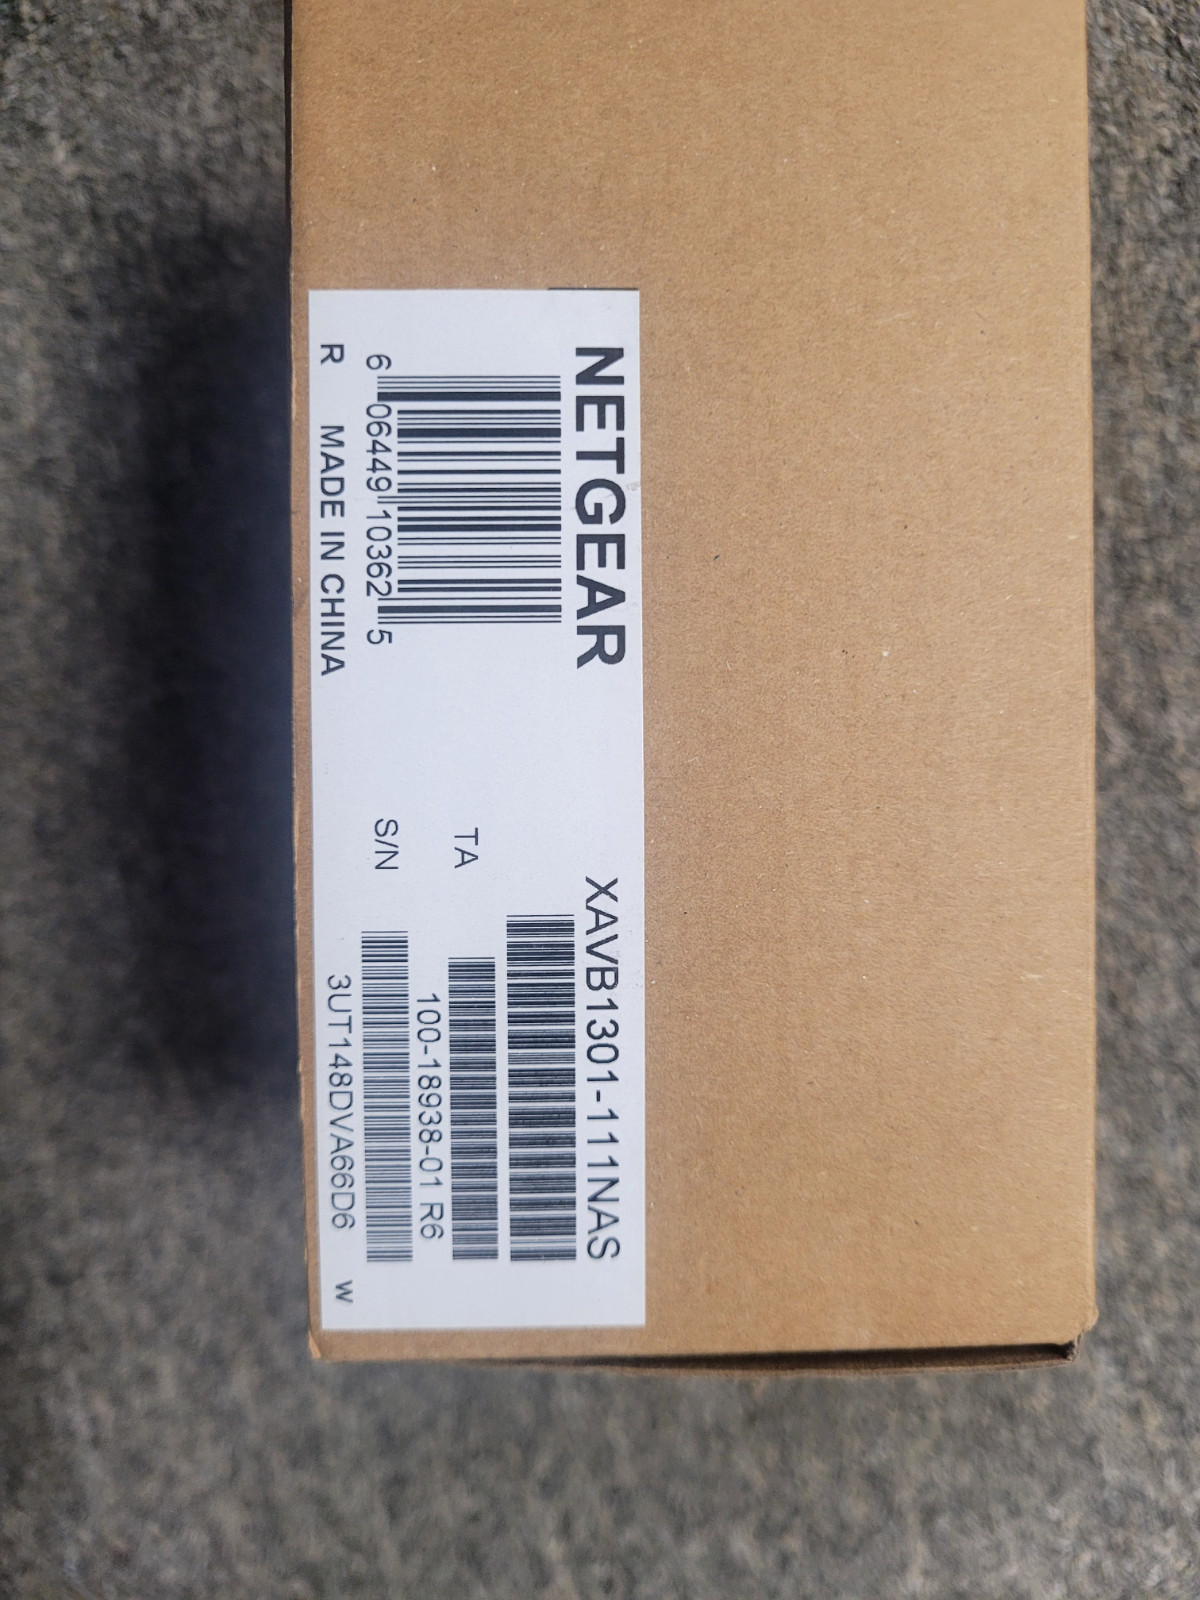 NETGEAR
6 06449 10362 5
R MADE IN CHINA
XAVB1301-111NAS
TA
100-18938-01 R6
S/N
3UT148DVA66D6 W